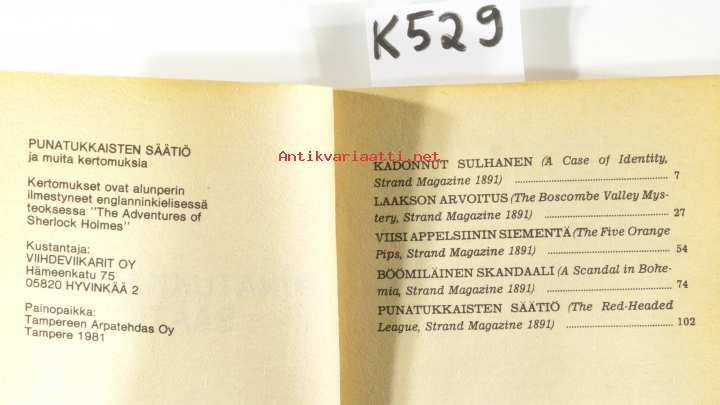 K529
PUNATUKKAISTEN SÄÄTIÖ
ja muita kertomuksia
Kertomukset ovat alunperin
ilmestyneet englanninkielisessä
teoksessa "The Adventures of
Sherlock Holmes"
Kustantaja:
VIIHDEVIIKARIT OY
Hämeenkatu 75
05820 HYVINKÄÄ 2
Painopaikka:
Tampereen Arpatehdas Oy
Tampere 1981
Antikvariaatti.net
KADONNUT SULHANEN (A Case of Identity,
Strand Magazine 1891) 7
LAAKSON ARVOITUS (The Boscombe Valley Mys-
tery, Strand Magazine 1891) 27
VIISI APPELSIININ SIEMENTÄ (The Five Orange
Pips, Strand Magazine 1891) 54
BÖÖMILÄINEN SKANDAALI (A Scandal in Bohe-
mia, Strand Magazine 1891) 74
PUNATUKKAISTEN SÄÄTIÖ (The Red-Headed
League, Strand Magazine 1891) 102